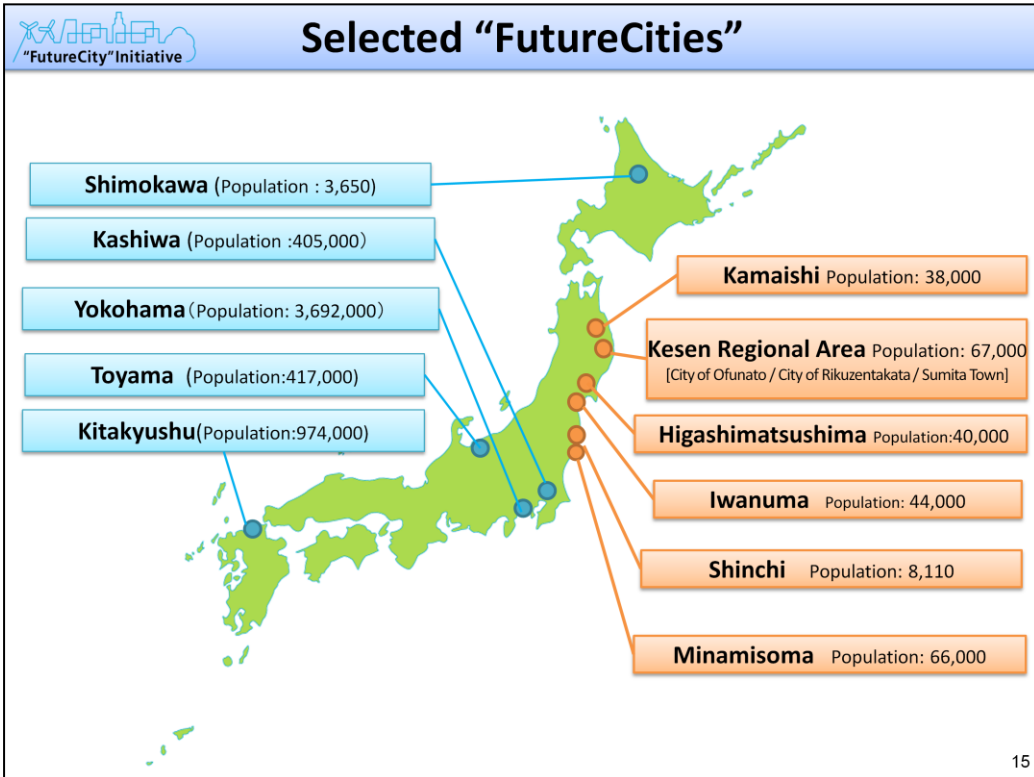 "FutureCity"Initiative
Selected “FutureCities”
Shimokawa (Population : 3,650)
Kashiwa (Population :405,000）
Yokohama（Population: 3,692,000）
Toyama (Population:417,000)
Kitakyushu(Population:974,000)
Kamaishi Population: 38,000
Kesen Regional Area Population: 67,000
[City of Ofunato / City of Rikuzentakata / Sumita Town]
Higashimatsushima Population:40,000
Iwanuma Population: 44,000
Shinchi Population: 8,110
Minamisoma Population: 66,000
15